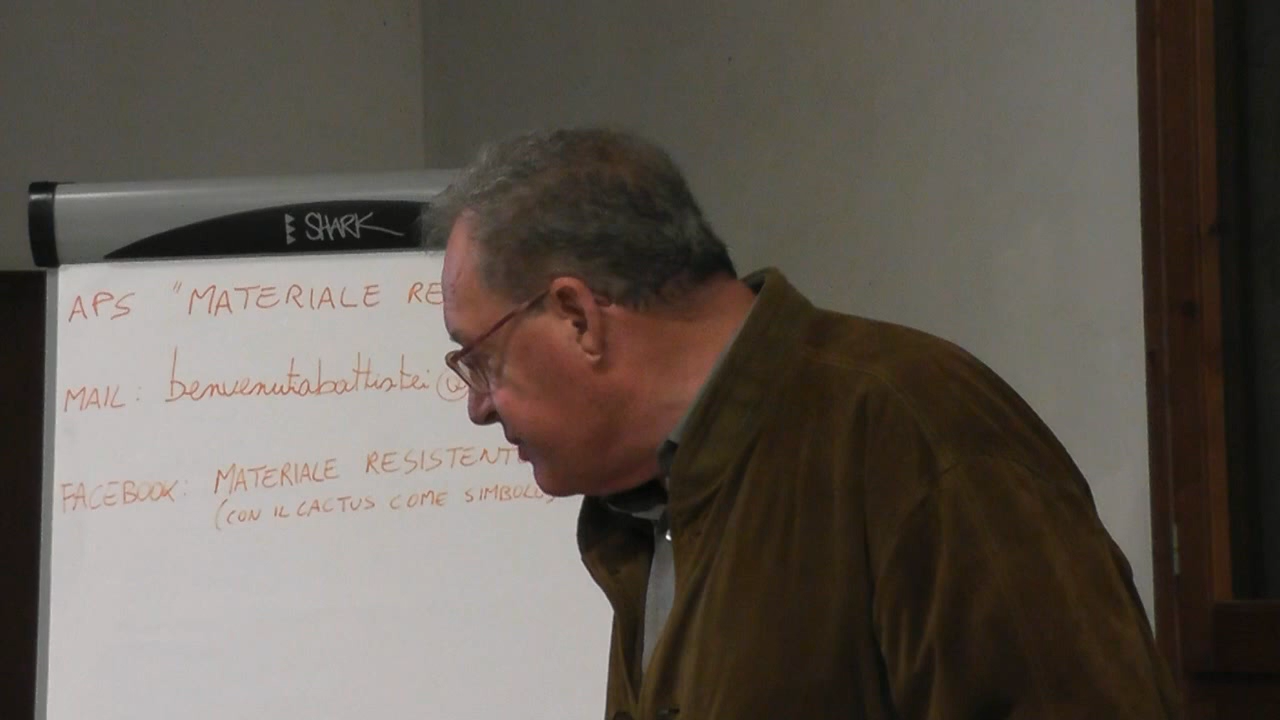 SHARK
APS "MATERIALE RE
MAIL: benvenutabattistei@
FACEBOOK: MATERIALE RESISTENT
(CON IL CACTUS COME SIMBOLO)